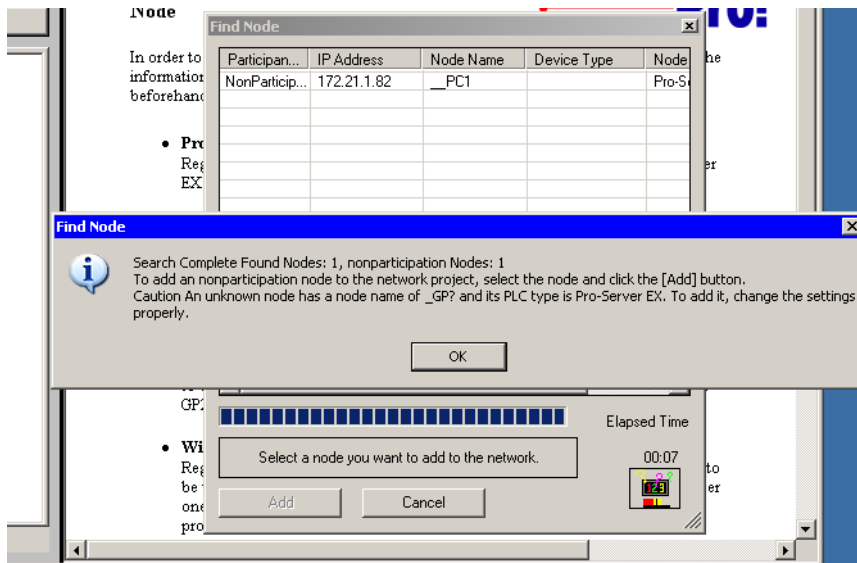 Node
Find Node
Pro!
In order to
he
information
beforehand
Participan... IP Address Node Name Device Type Node
NonParticip... 172.21.1.82 __PC1 Pro-S
• Pro
Reg
er
EX
Find Node
Search Complete Found Nodes: 1, nonparticipation Nodes: 1
To add an nonparticipation node to the network project, select the node and click the [Add] button.
Caution An unknown node has a node name of _GP? and its PLC type is Pro-Server EX. To add it, change the settings
properly.
OK
GP
Elapsed Time
• Wi
Reg
to
Select a node you want to add to the network.
00:07
be
er
123
one
Add
Cancel
pro